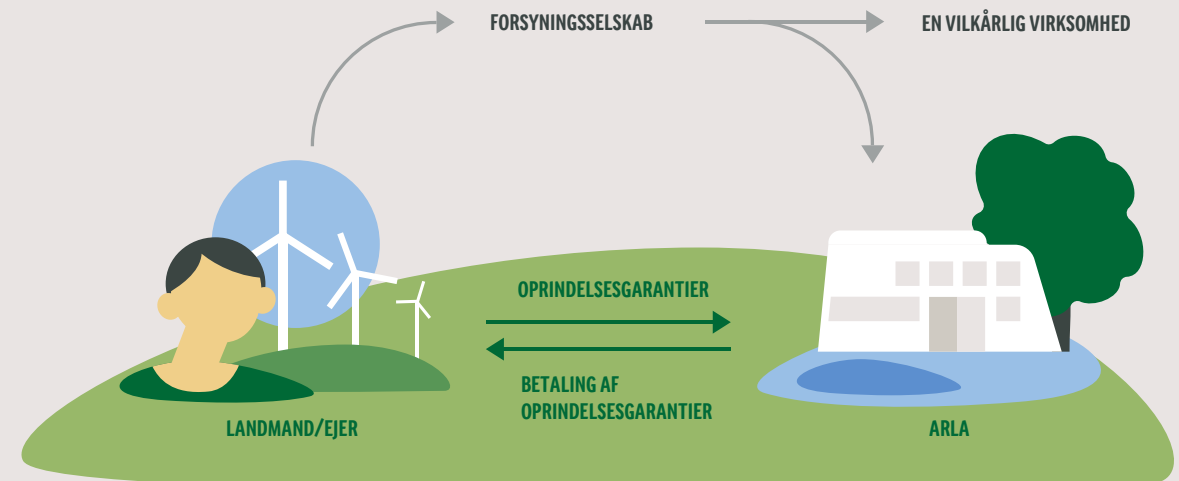 FORSYNINGSSELSKAB
EN VILKÅRLIG VIRKSOMHED
OPRINDELSESGARANTIER
BETALING AF
OPRINDELSESGARANTIER
LANDMAND/EJER
ARLA